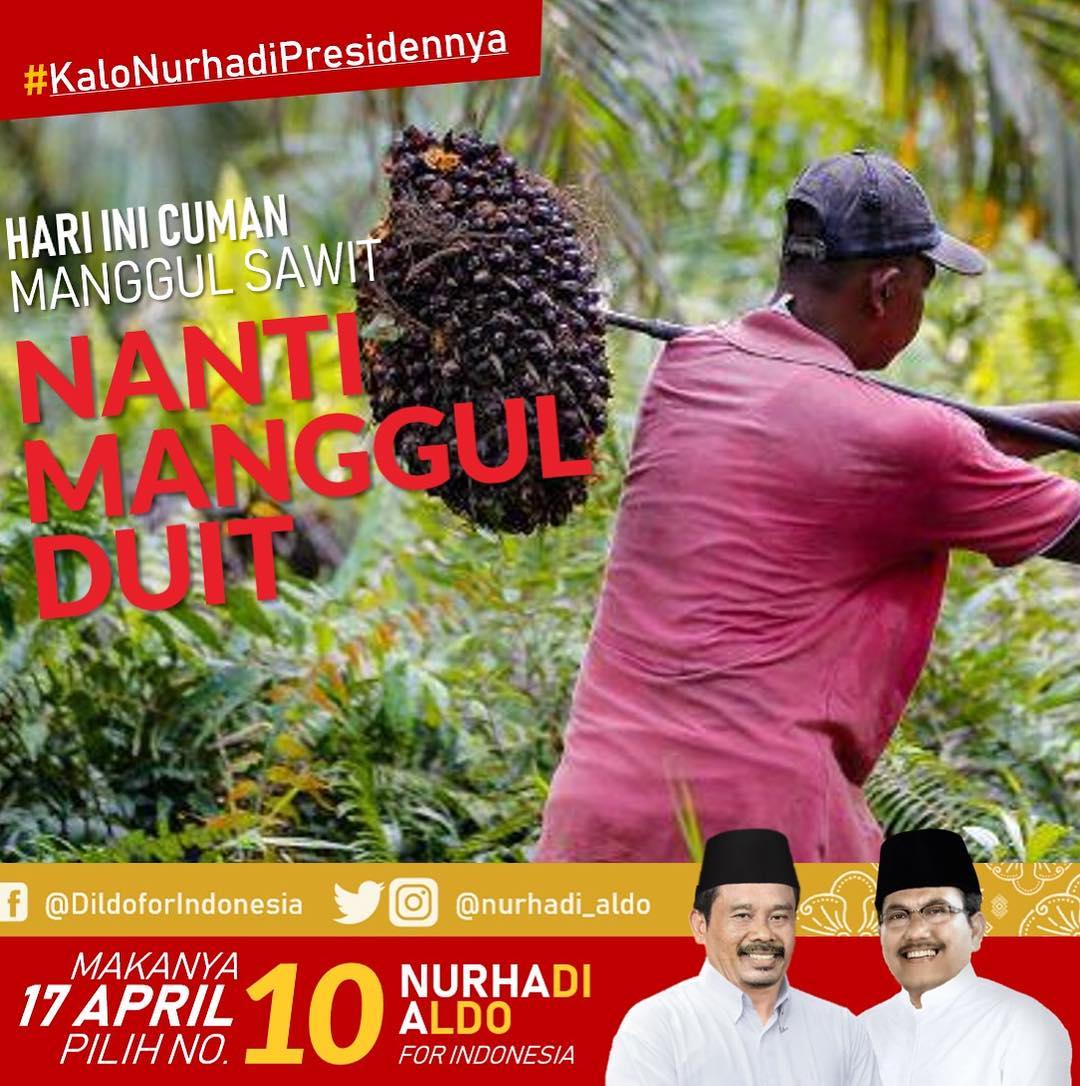 #KaloNurhadiPresidennya
HARI INI CUMAN
MANGGUL SAWIT
NANTI
MANGGUL
DUIT
@DildoforIndonesia
@nurhadi_aldo
MAKANYA
17 APRIL
PILIH NO.
10
NURHADI
ALDO
FOR INDONESIA